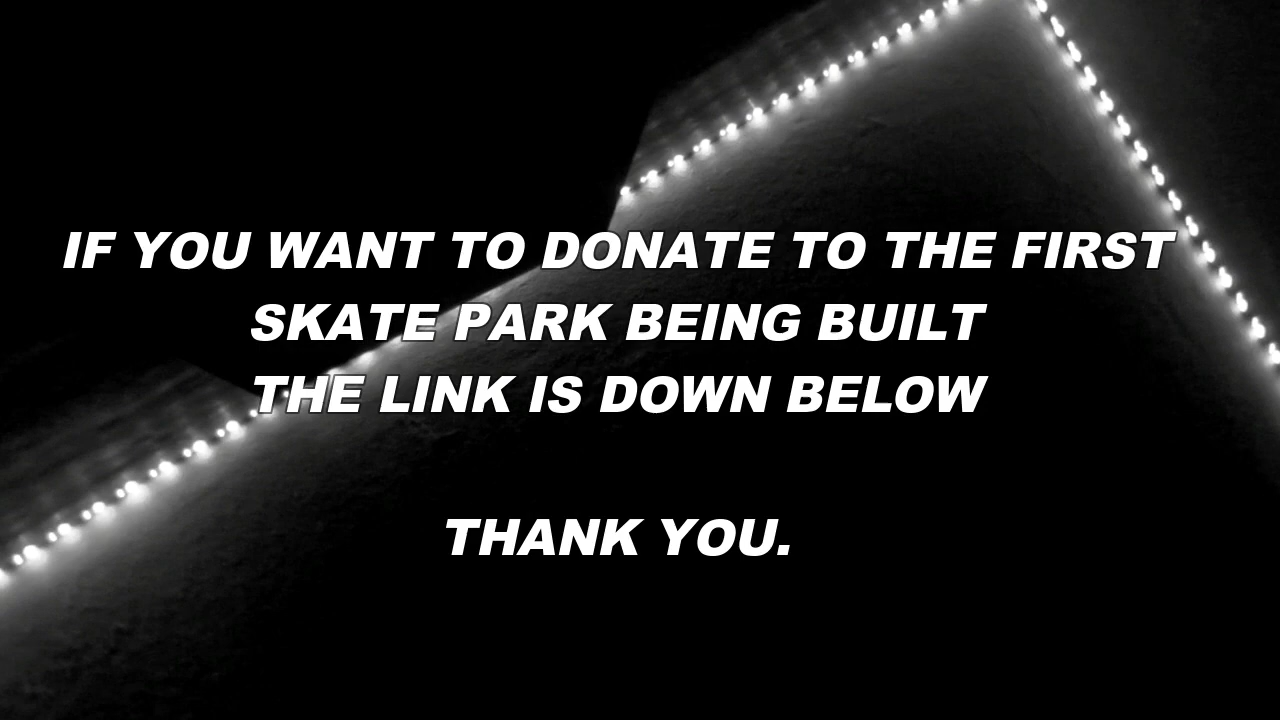 IF YOU WANT TO DONATE TO THE FIRST
SKATE PARK BEING BUILT
THE LINK IS DOWN BELOW
THANK YOU.